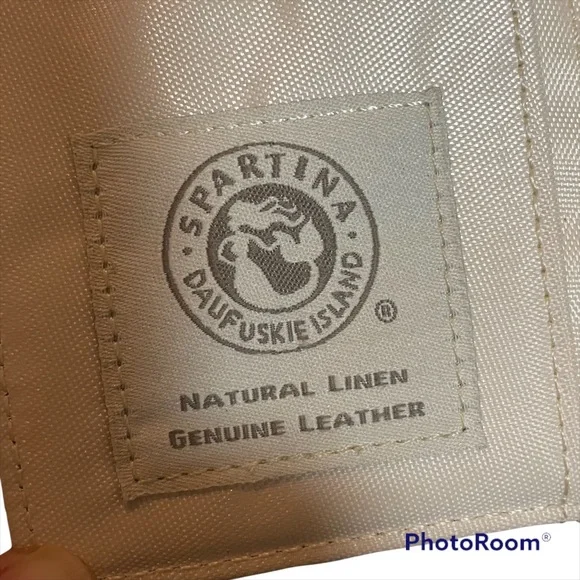 · SPARTINA ·
DAUFUSKIE ISLAND
®
NATURAL LINEN
GENUINE LEATHER
PhotoRoom®